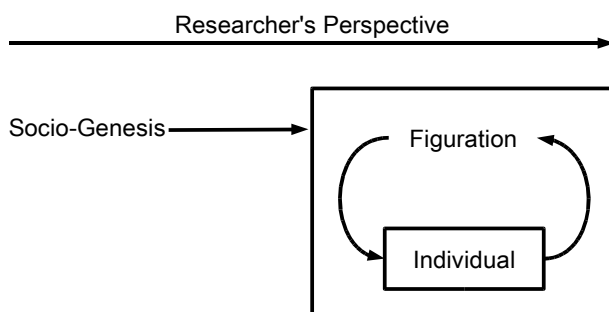 Researcher's Perspective
Socio-Genesis
Figuration
Individual